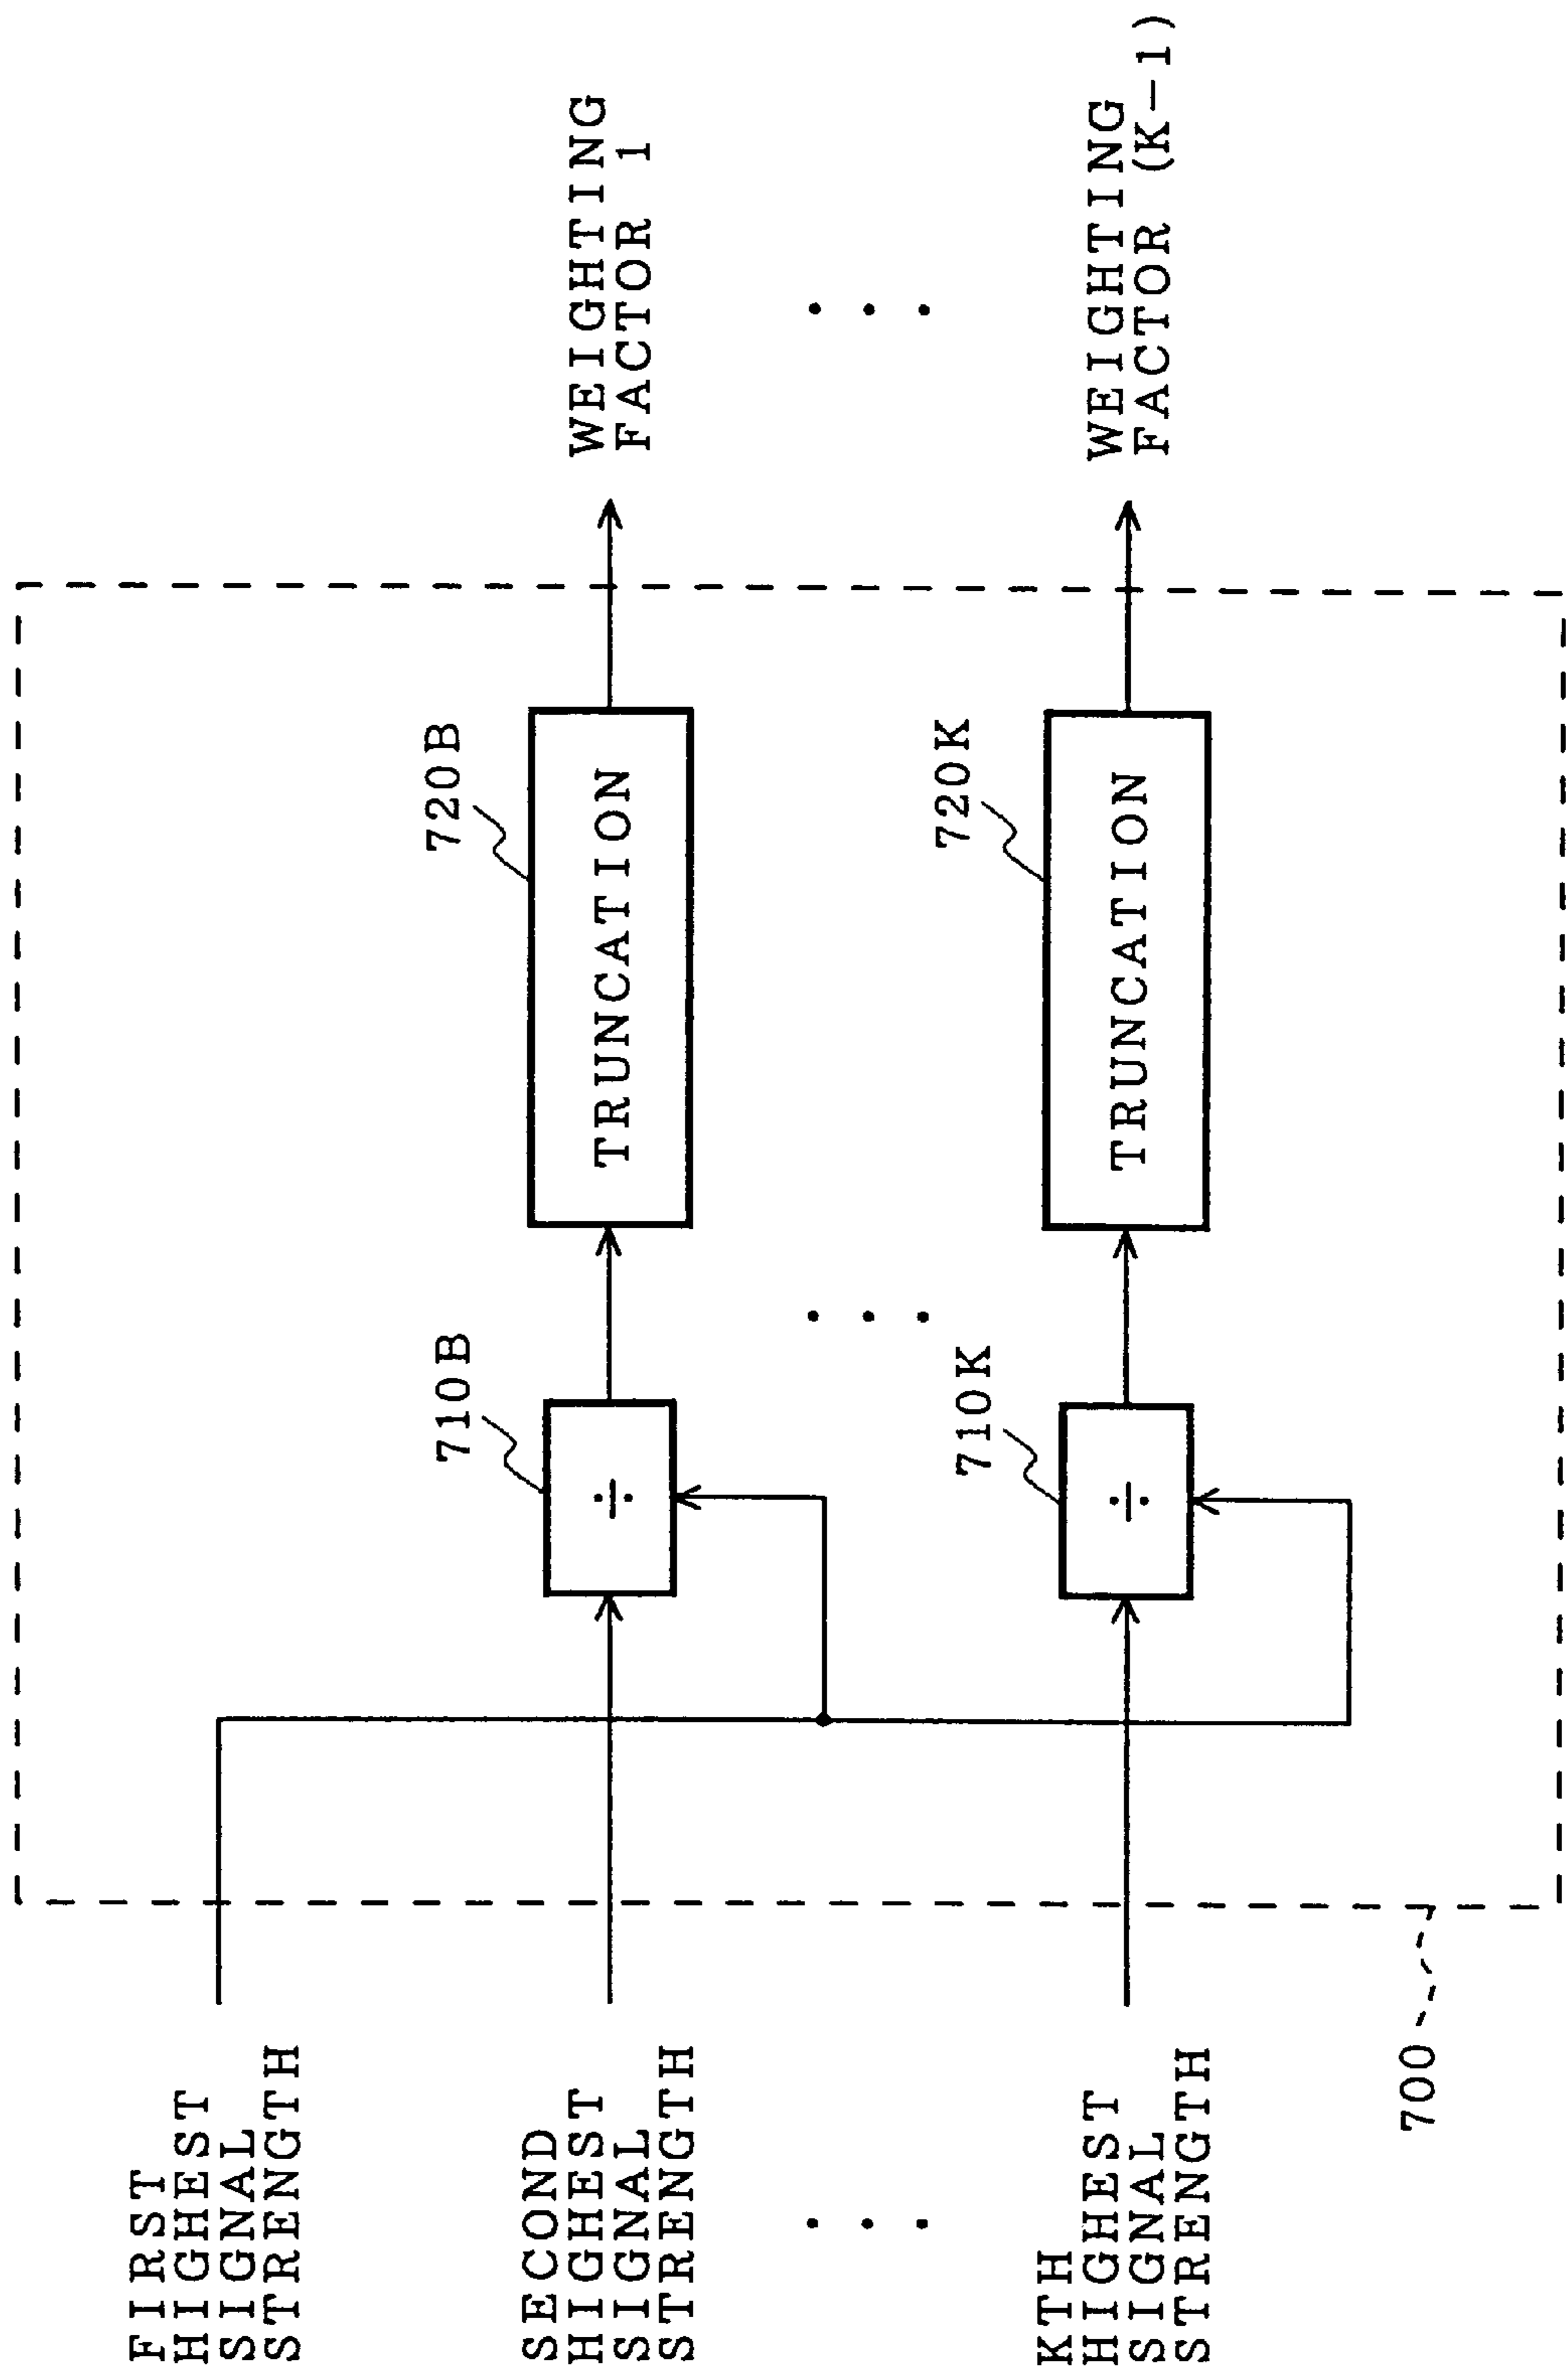 FIRST
HIGHEST
SIGNAL
STRENGTH
SECOND
HIGHEST
SIGNAL
STRENGTH
. . .
KTH
HIGHEST
SIGNAL
STRENGTH
700
710B
÷
. . .
710K
÷
720B
TRUNCATION
720K
TRUNCATION
WEIGHTING
FACTOR 1
. . .
WEIGHTING
FACTOR (K-1)